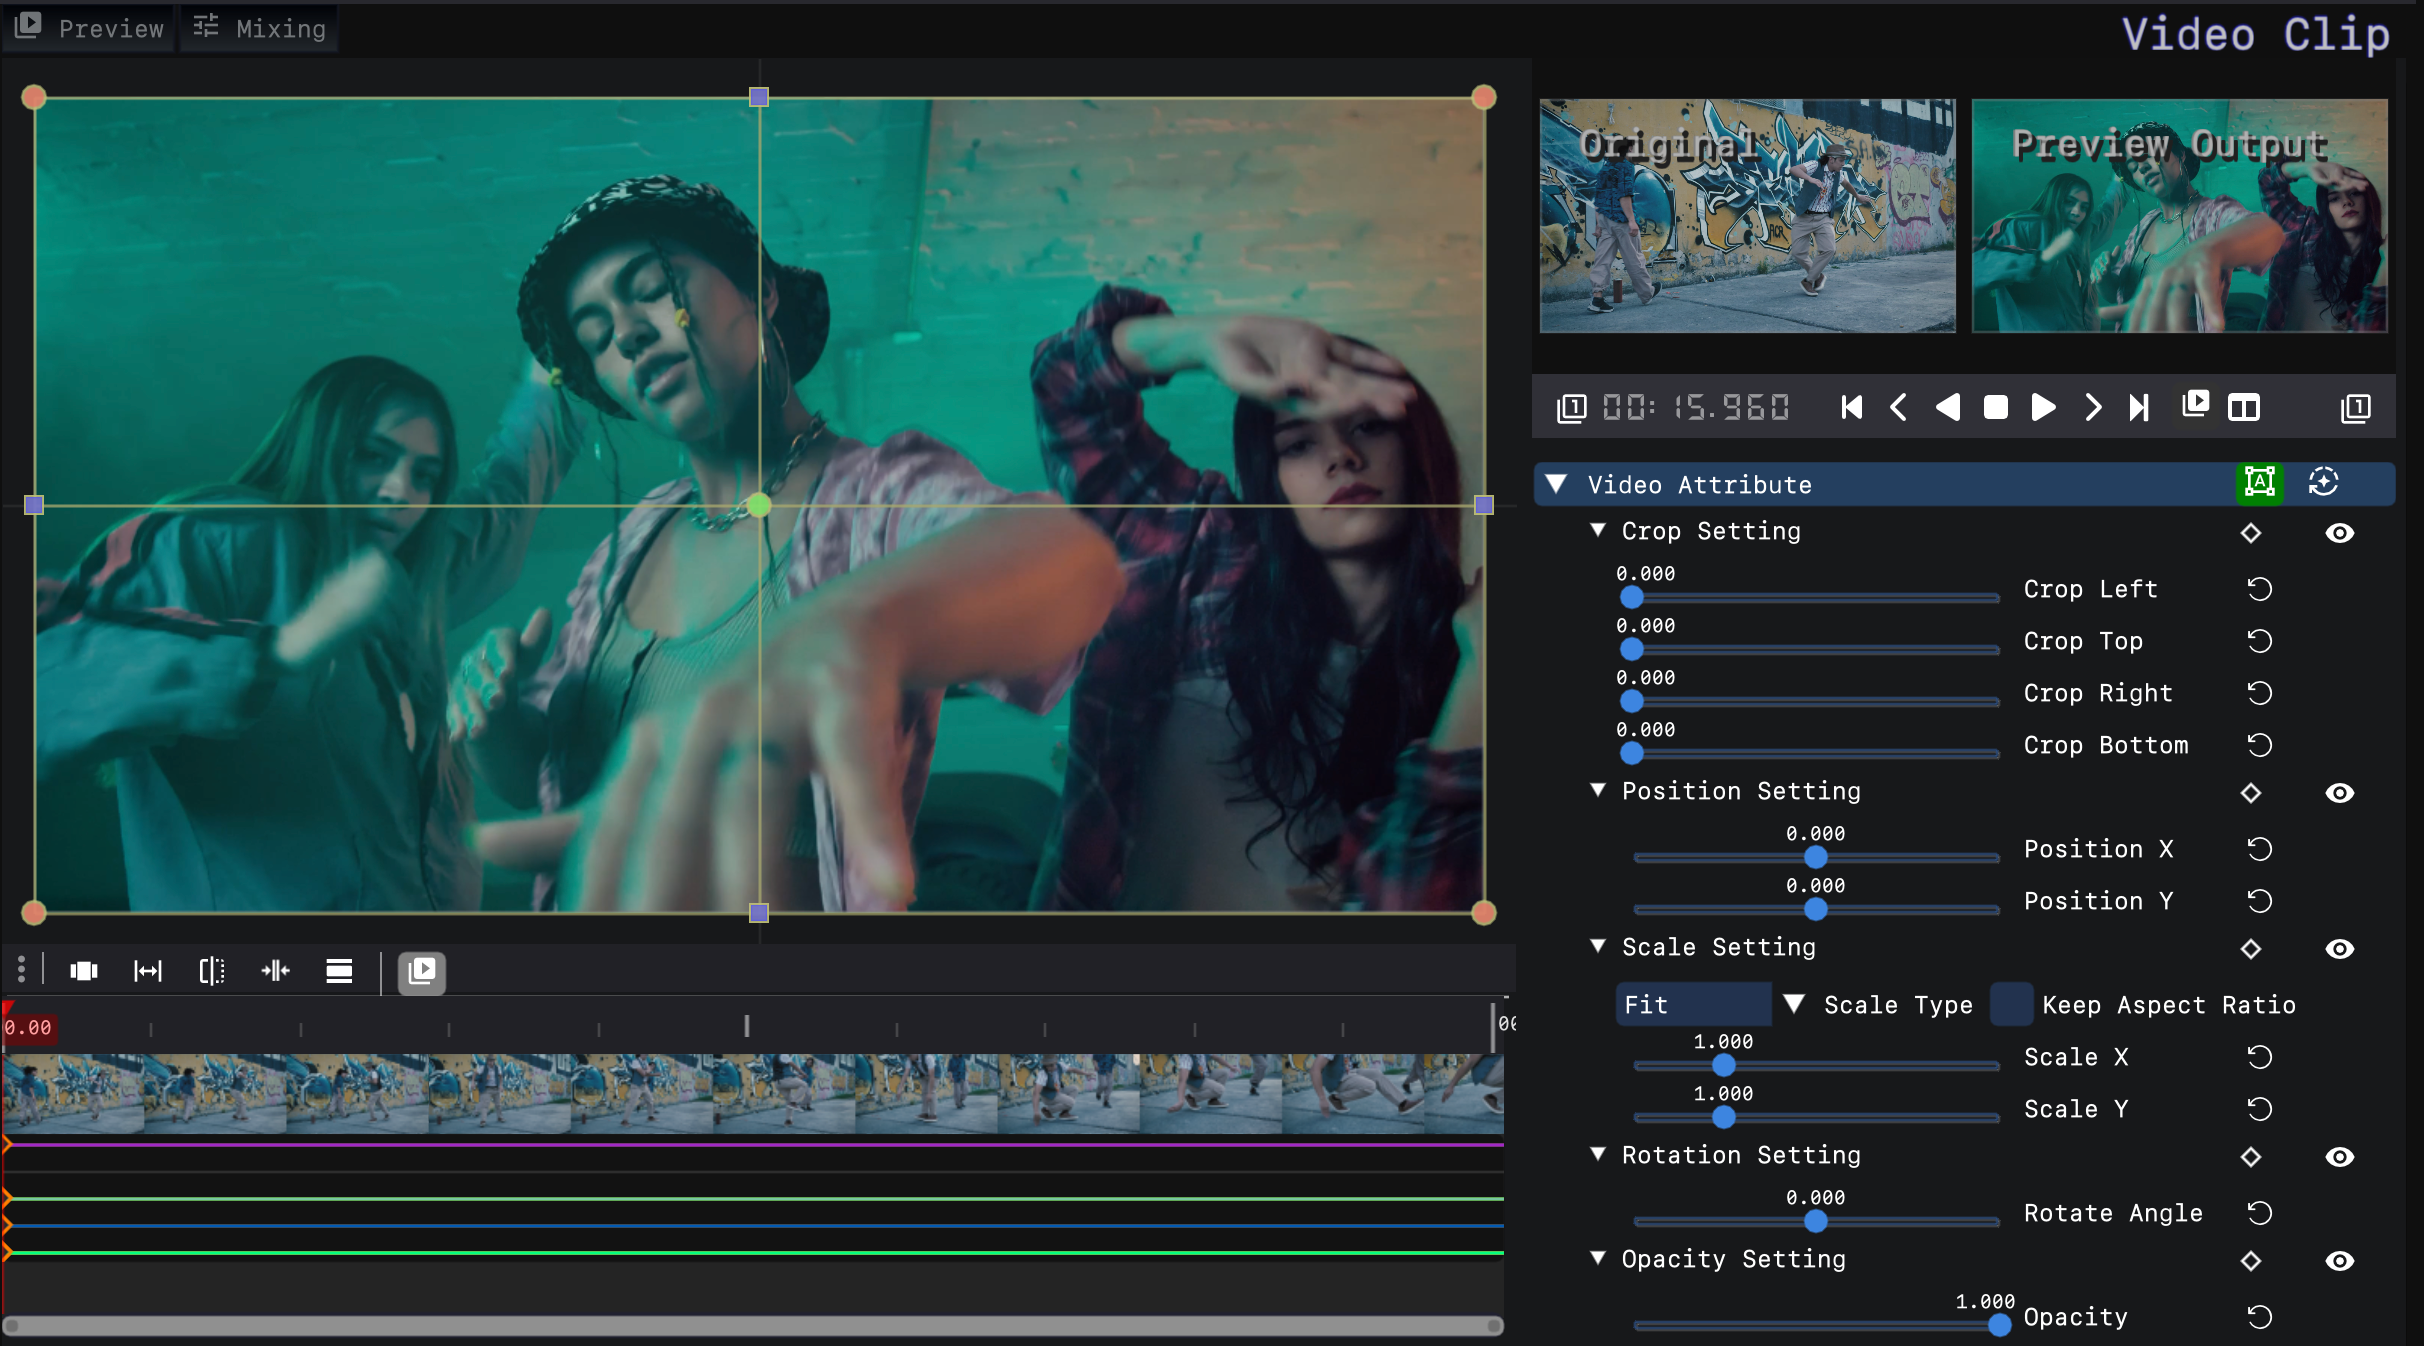 Preview
Mixing
Video Clip
Original
Preview Output
1
00:15.960
1
Video Attribute
A
Crop Setting
0.000
Crop Left
0.000
Crop Top
0.000
Crop Right
0.000
Crop Bottom
Position Setting
0.000
Position X
0.000
Position Y
Scale Setting
Fit
Scale Type
Keep Aspect Ratio
1.000
Scale X
1.000
Scale Y
Rotation Setting
0.000
Rotate Angle
Opacity Setting
1.000
Opacity
0.00